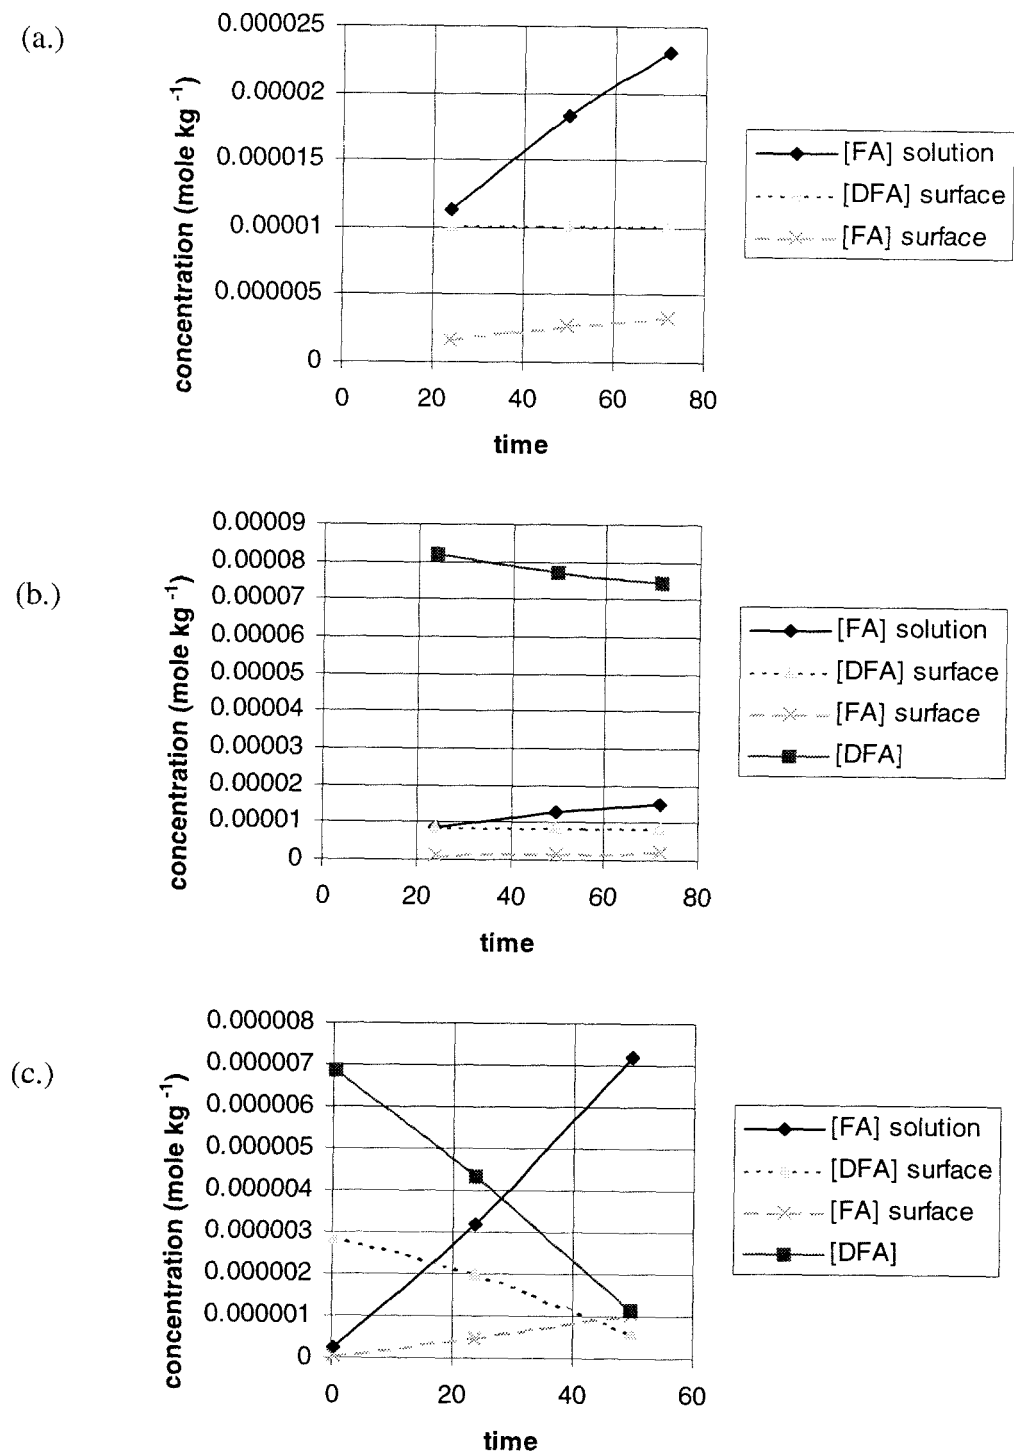 (a.)
concentration (mole kg⁻¹)
0.000025
0.00002
0.000015
0.00001
0.000005
0
0 20 40 60 80
time
[FA] solution
[DFA] surface
[FA] surface
(b.)
concentration (mole kg⁻¹)
0.00009
0.00008
0.00007
0.00006
0.00005
0.00004
0.00003
0.00002
0.00001
0
0 20 40 60 80
time
[FA] solution
[DFA] surface
[FA] surface
[DFA]
(c.)
concentration (mole kg⁻¹)
0.000008
0.000007
0.000006
0.000005
0.000004
0.000003
0.000002
0.000001
0
0 20 40 60
time
[FA] solution
[DFA] surface
[FA] surface
[DFA]